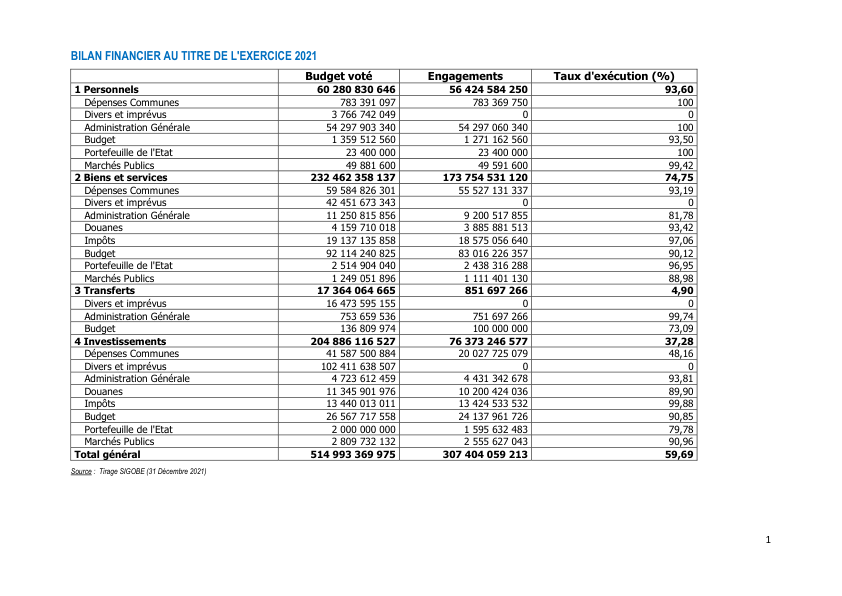 BILAN FINANCIER AU TITRE DE L'EXERCICE 2021
Budget voté Engagements Taux d'exécution (%)
1 Personnels 60 280 830 646 56 424 584 250 93,60
Dépenses Communes 783 391 097 783 369 750 100
Divers et imprévus 3 766 742 049 0 0
Administration Générale 54 297 903 340 54 297 060 340 100
Budget 1 359 512 560 1 271 162 560 93,50
Portefeuille de l'Etat 23 400 000 23 400 000 100
Marchés Publics 49 881 600 49 591 600 99,42
2 Biens et services 232 462 358 137 173 754 531 120 74,75
Dépenses Communes 59 584 826 301 55 527 131 337 93,19
Divers et imprévus 42 451 673 343 0 0
Administration Générale 11 250 815 856 9 200 517 855 81,78
Douanes 4 159 710 018 3 885 881 513 93,42
Impôts 19 137 135 858 18 575 056 640 97,06
Budget 92 114 240 825 83 016 226 357 90,12
Portefeuille de l'Etat 2 514 904 040 2 438 316 288 96,95
Marchés Publics 1 249 051 896 1 111 401 130 88,98
3 Transferts 17 364 064 665 851 697 266 4,90
Divers et imprévus 16 473 595 155 0 0
Administration Générale 753 659 536 751 697 266 99,74
Budget 136 809 974 100 000 000 73,09
4 Investissements 204 886 116 527 76 373 246 577 37,28
Dépenses Communes 41 587 500 884 20 027 725 079 48,16
Divers et imprévus 102 411 638 507 0 0
Administration Générale 4 723 612 459 4 431 342 678 93,81
Douanes 11 345 901 976 10 200 424 036 89,90
Impôts 13 440 013 011 13 424 533 532 99,88
Budget 26 567 717 558 24 137 961 726 90,85
Portefeuille de l'Etat 2 000 000 000 1 595 632 483 79,78
Marchés Publics 2 809 732 132 2 555 627 043 90,96
Total général 514 993 369 975 307 404 059 213 59,69
Source : Tirage SIGOBE (31 Décembre 2021)
1